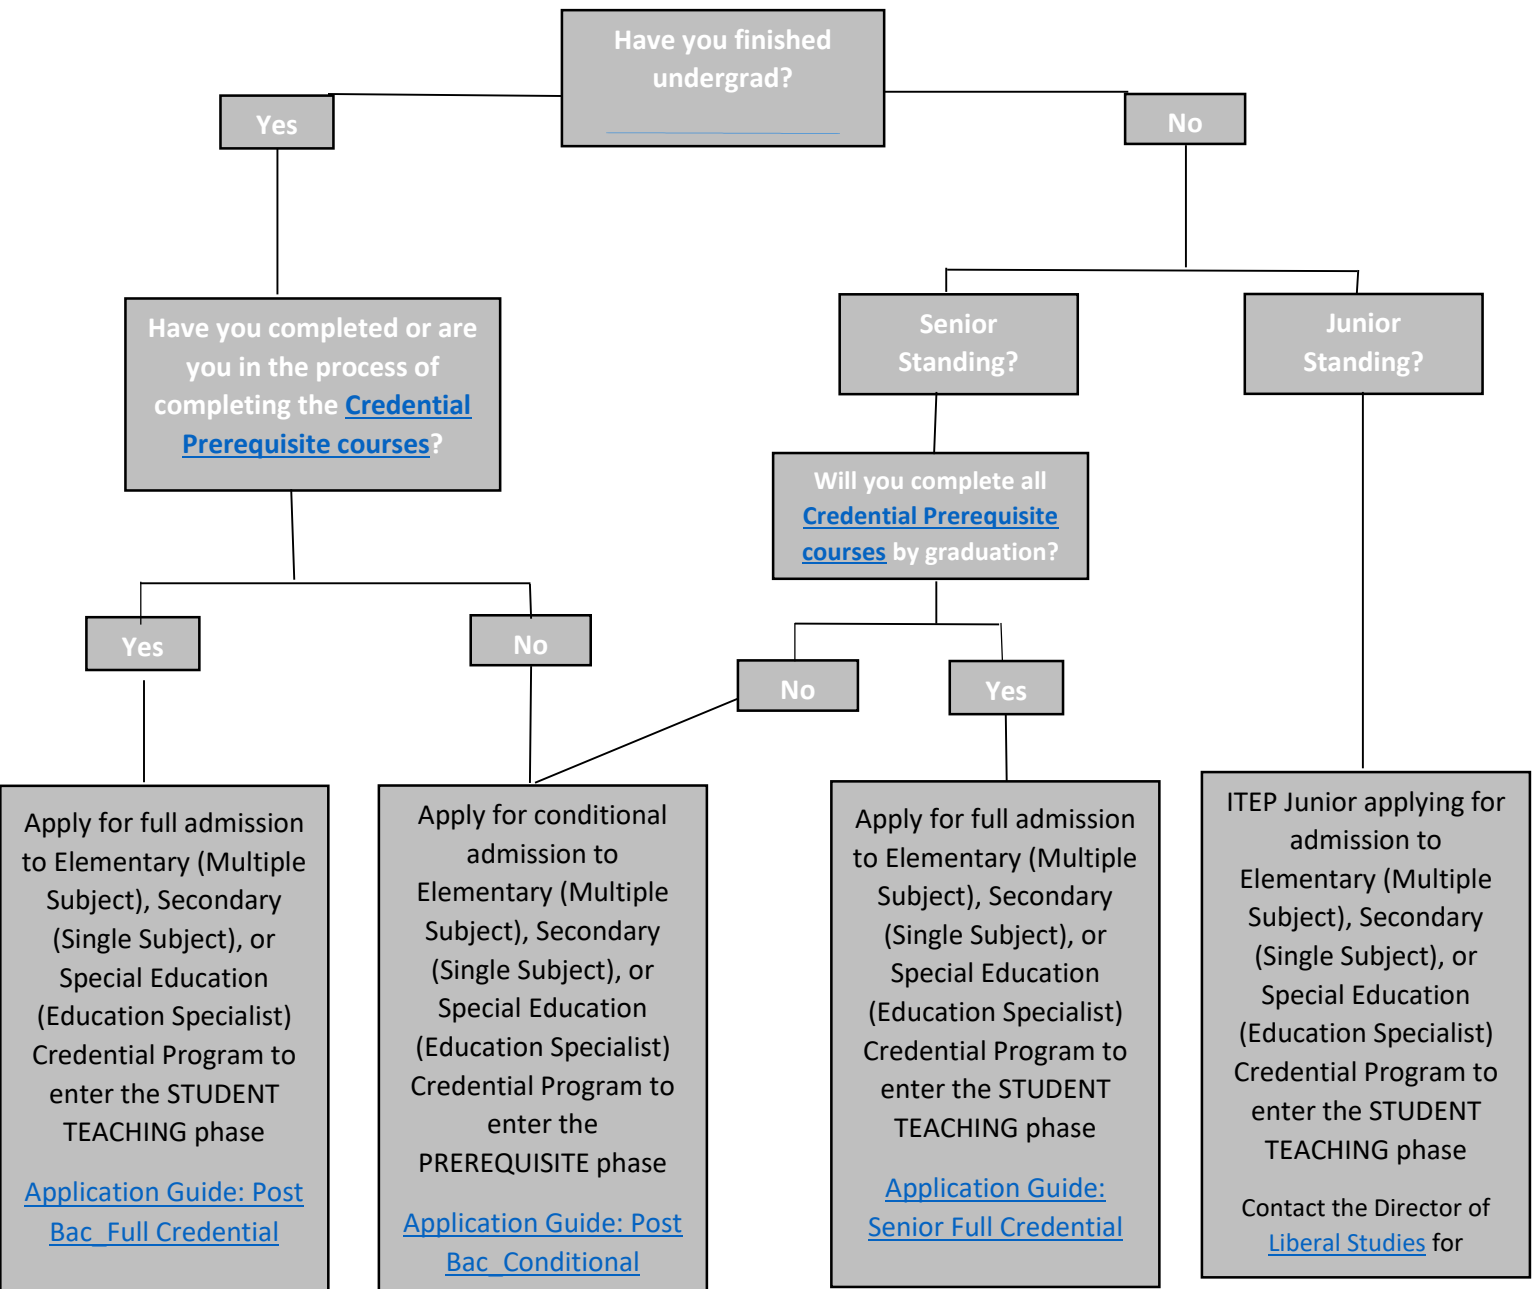 Have you finished
undergrad?
Yes
No
Have you completed or are
you in the process of
completing the Credential
Prerequisite courses?
Senior
Standing?
Junior
Standing?
Will you complete all
Credential Prerequisite
courses by graduation?
Yes
No
No
Yes
Apply for full admission
to Elementary (Multiple
Subject), Secondary
(Single Subject), or
Special Education
(Education Specialist)
Credential Program to
enter the STUDENT
TEACHING phase
Application Guide: Post
Bac_Full Credential
Apply for conditional
admission to
Elementary (Multiple
Subject), Secondary
(Single Subject), or
Special Education
(Education Specialist)
Credential Program to
enter the
PREREQUISITE phase
Application Guide: Post
Bac_Conditional
Apply for full admission
to Elementary (Multiple
Subject), Secondary
(Single Subject), or
Special Education
(Education Specialist)
Credential Program to
enter the STUDENT
TEACHING phase
Application Guide:
Senior Full Credential
ITEP Junior applying for
admission to
Elementary (Multiple
Subject), Secondary
(Single Subject), or
Special Education
(Education Specialist)
Credential Program to
enter the STUDENT
TEACHING phase
Contact the Director of
Liberal Studies for